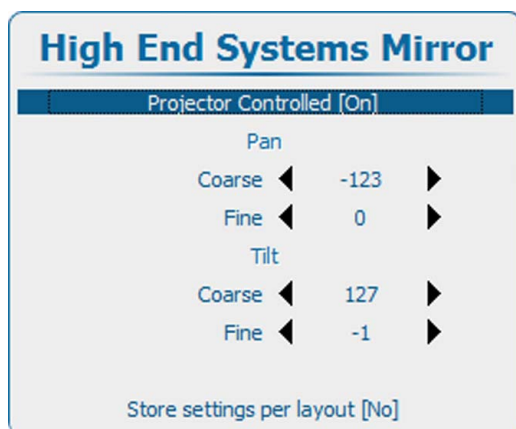 High End Systems Mirror
Projector Controlled [On]
Pan
Coarse -123
Fine 0
Tilt
Coarse 127
Fine -1
Store settings per layout [No]